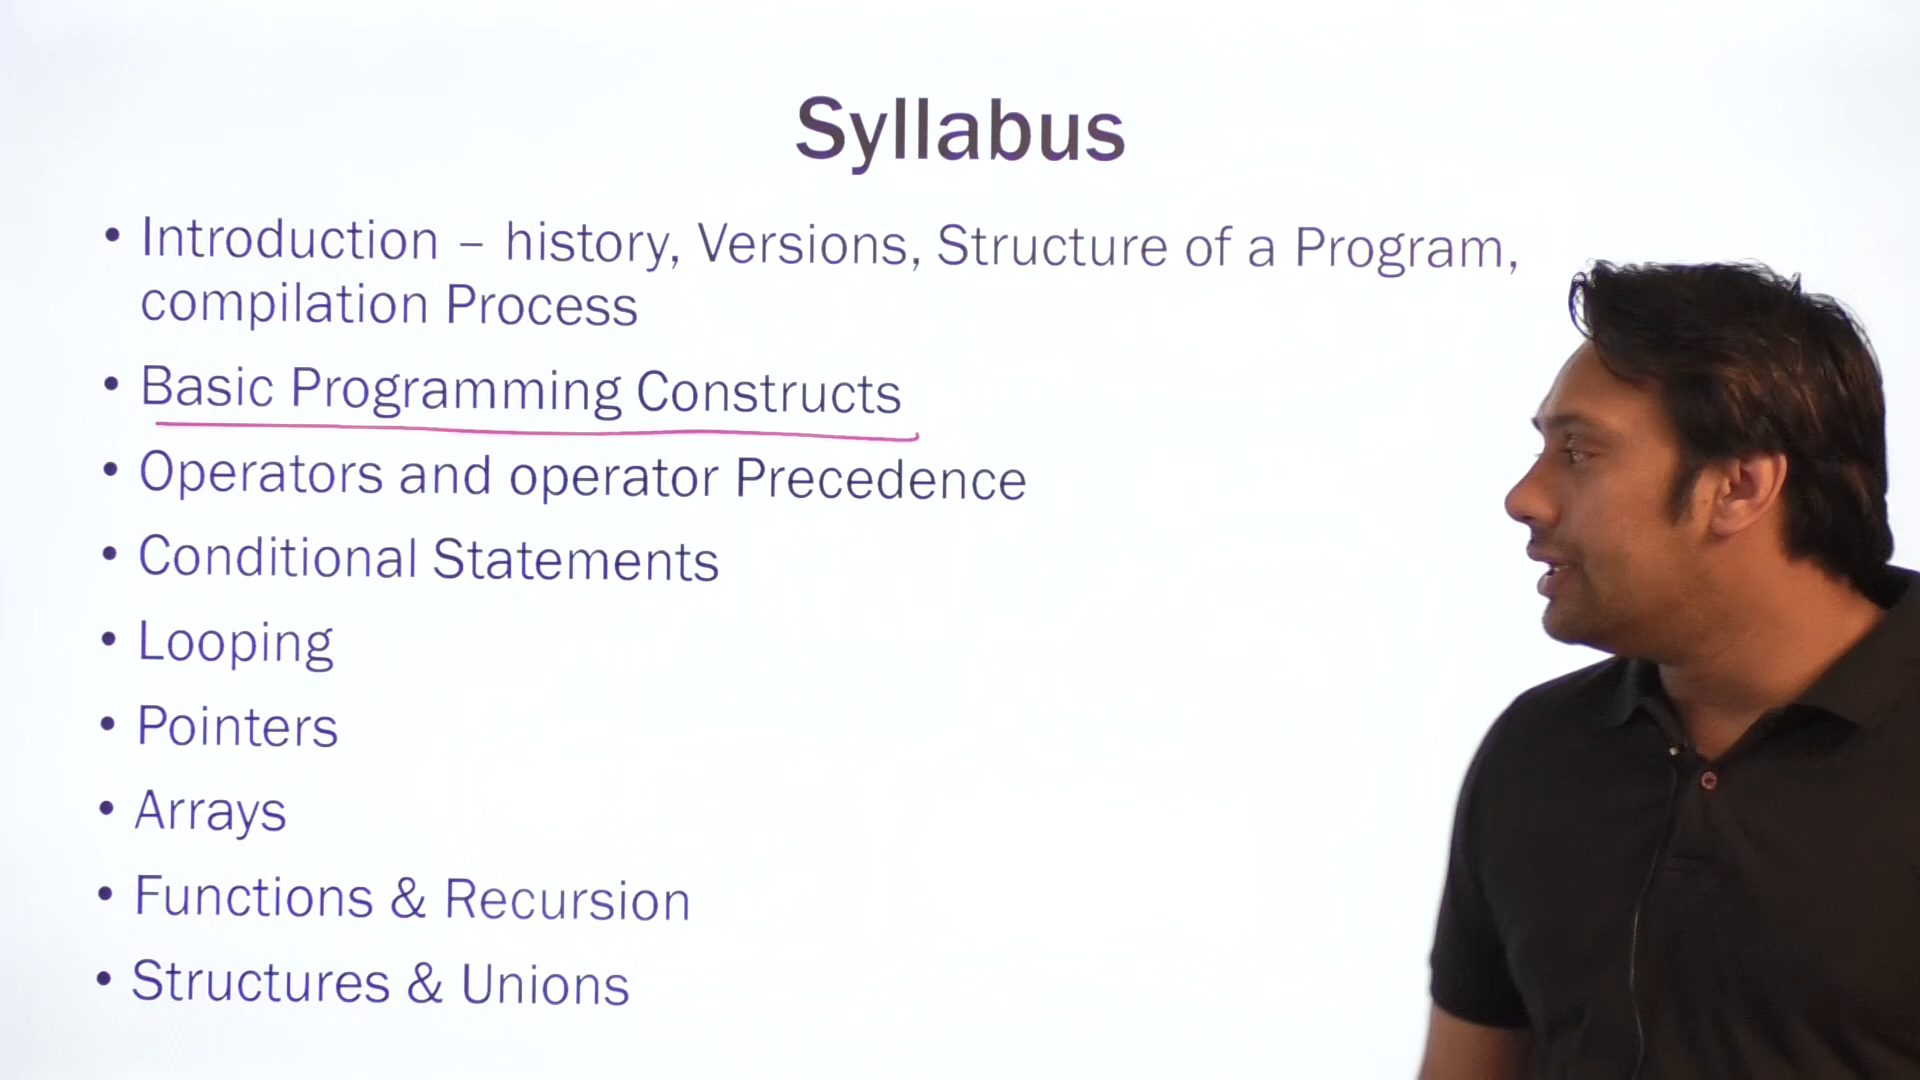 Syllabus
• Introduction – history, Versions, Structure of a Program,
compilation Process
• Basic Programming Constructs
• Operators and operator Precedence
• Conditional Statements
• Looping
• Pointers
• Arrays
• Functions & Recursion
• Structures & Unions